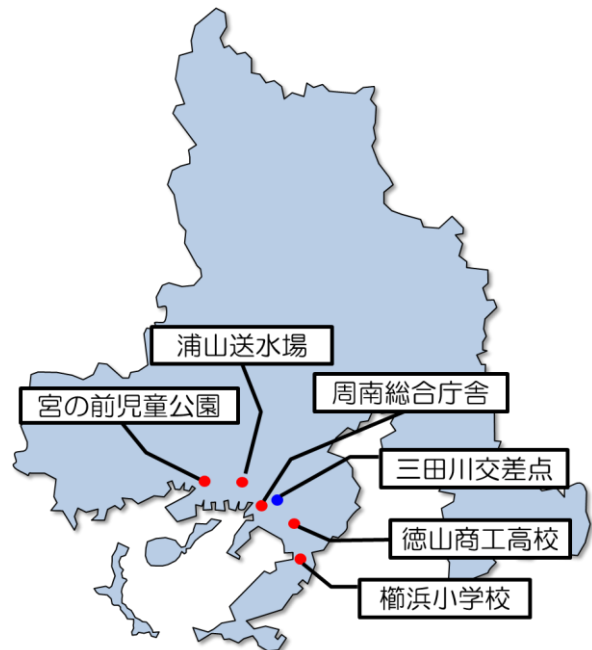 浦山送水場
周南総合庁舎
宮の前児童公園
三田川交差点
徳山商工高校
櫛浜小学校